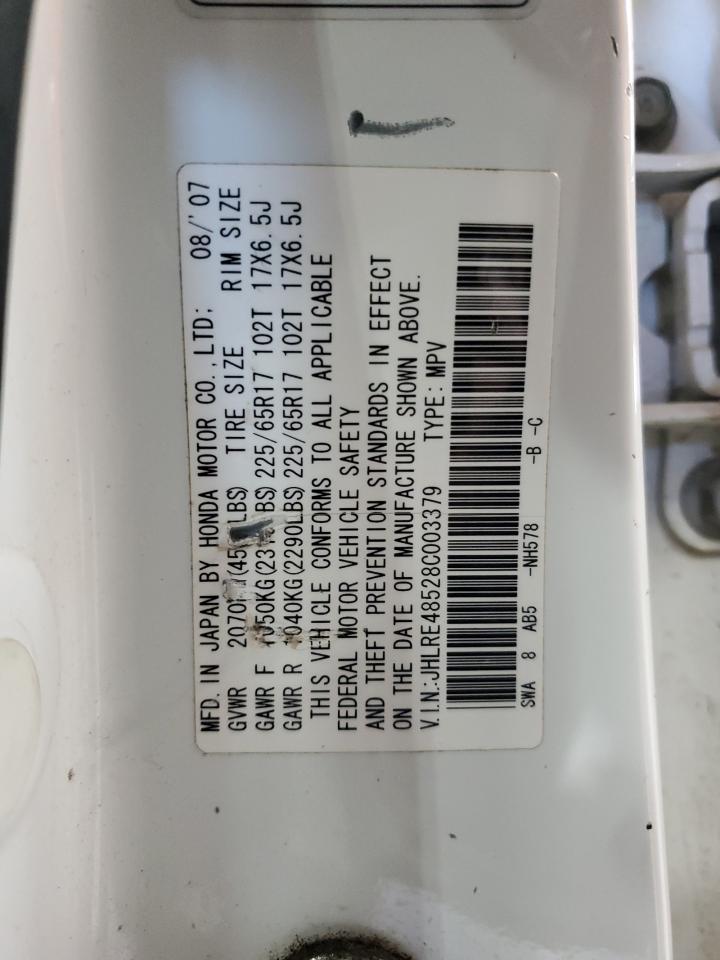 MFD. IN JAPAN BY HONDA MOTOR CO.,LTD; 08/'07
GVWR TIRE SIZE RIM SIZE
GAWR F 225/65R17 102T 17X6.5J
GAWR R (2290LBS) 225/65R17 102T 17X6.5J
THIS VEHICLE CONFORMS TO ALL APPLICABLE
FEDERAL MOTOR VEHICLE SAFETY
AND THEFT PREVENTION STANDARDS IN EFFECT
ON THE DATE OF MANUFACTURE SHOWN ABOVE.
V.I.N.:JHLRE48528C003379 TYPE: MPV
SWA 8 AB5 -NH578 -B -C